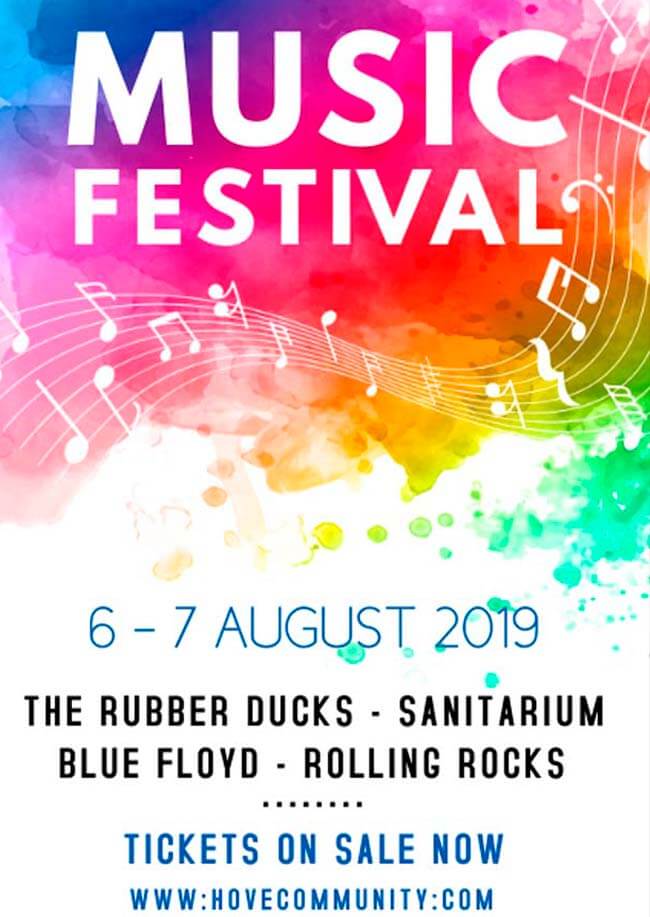 MUSIC
FESTIVAL
6 - 7 AUGUST 2019
THE RUBBER DUCKS - SANITARIUM
BLUE FLOYD - ROLLING ROCKS
.........
TICKETS ON SALE NOW
WWW:HOVECOMMUNITY:COM